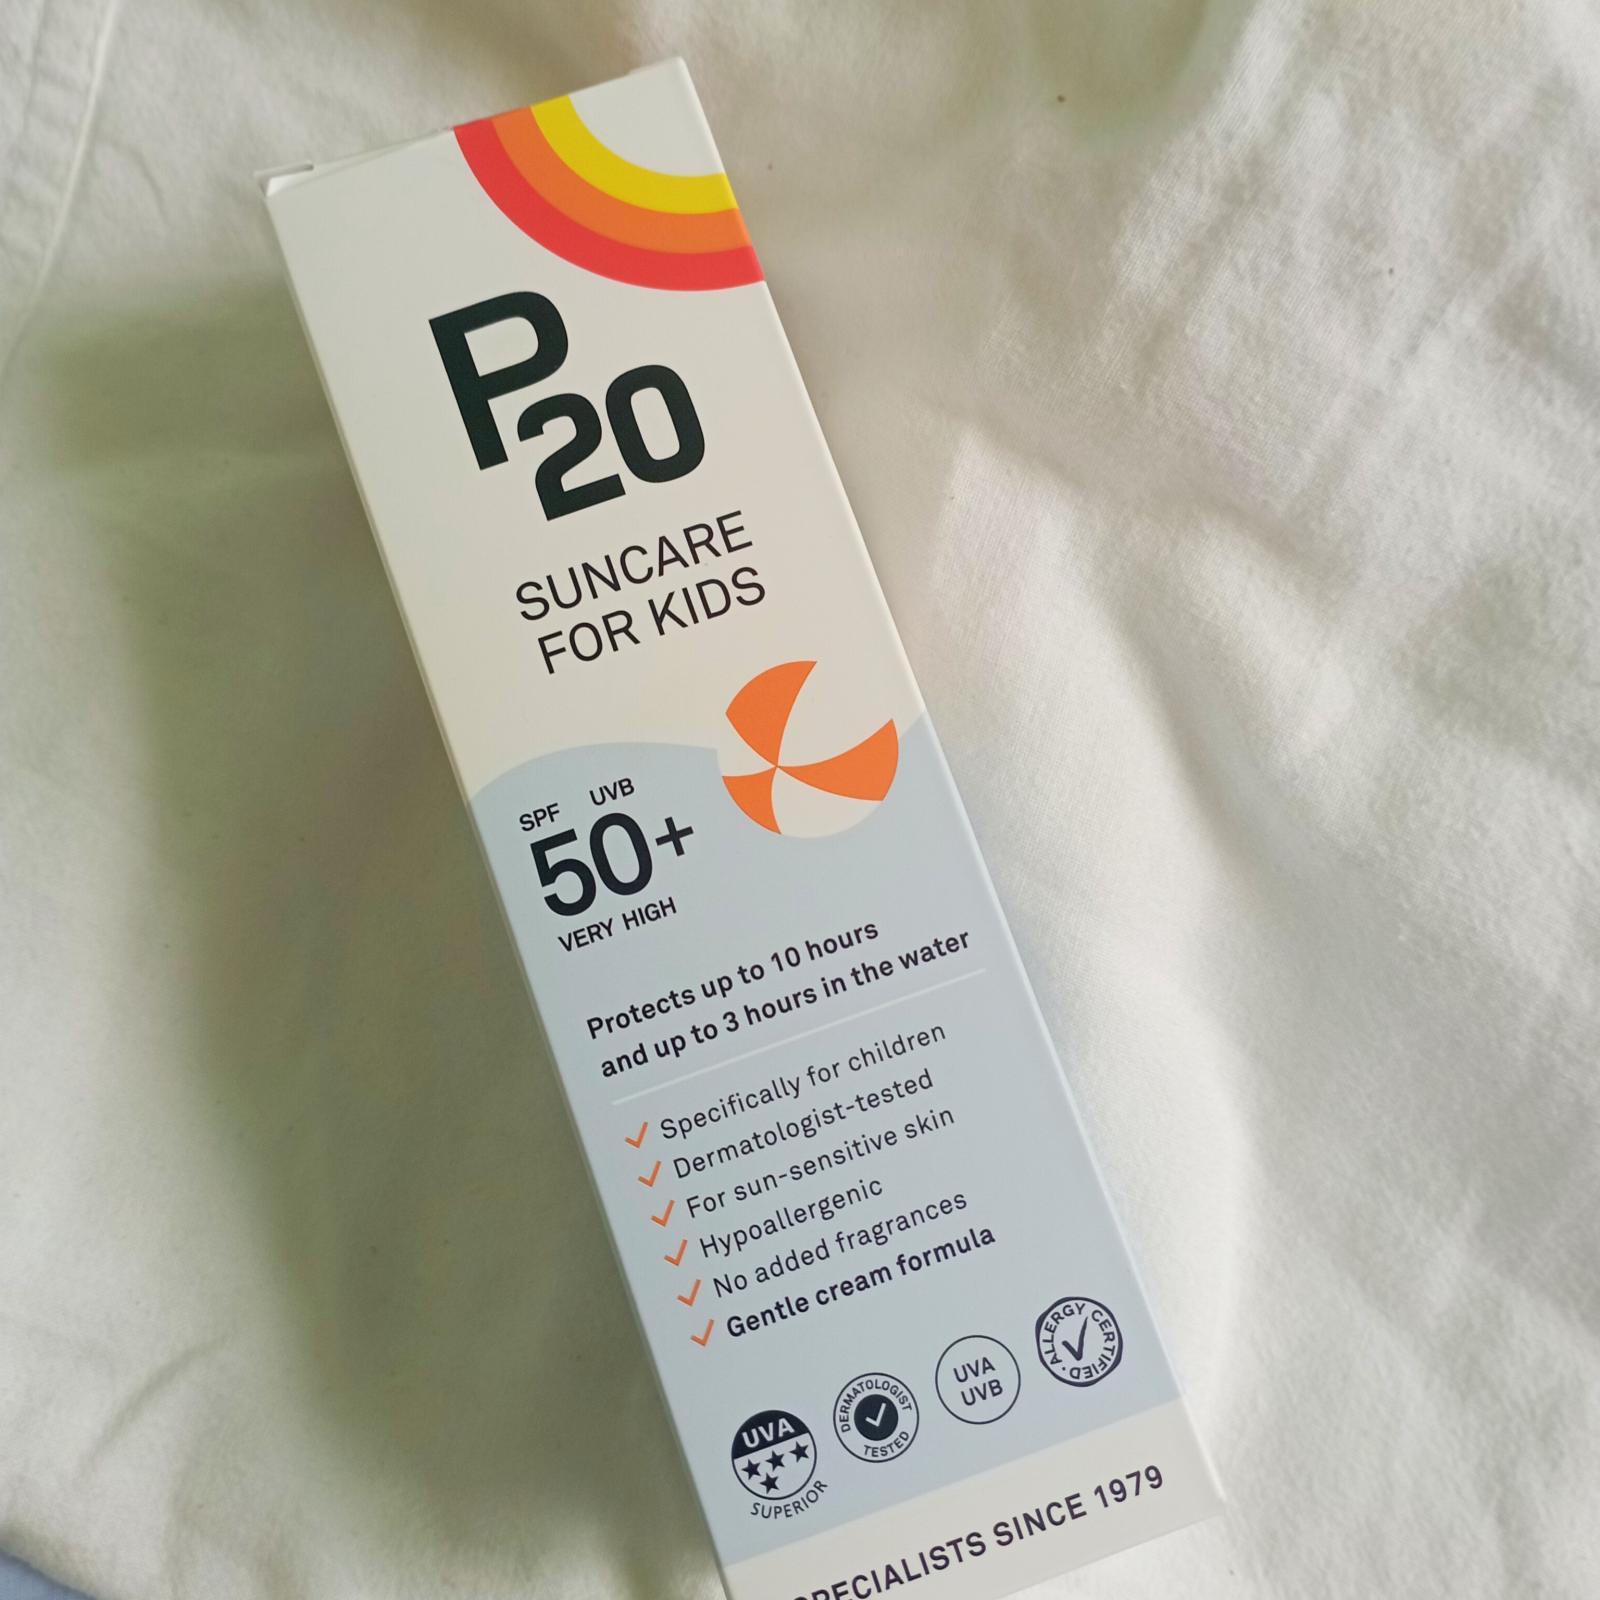 P20
SUNCARE
FOR KIDS
SPF UVB
50+
VERY HIGH
Protects up to 10 hours
and up to 3 hours in the water
Specifically for children
Dermatologist-tested
For sun-sensitive skin
Hypoallergenic
No added fragrances
Gentle cream formula
UVA
SUPERIOR
DERMATOLOGIST
TESTED
UVA
UVB
ALLERGY CERTIFIED
SPECIALISTS SINCE 1979